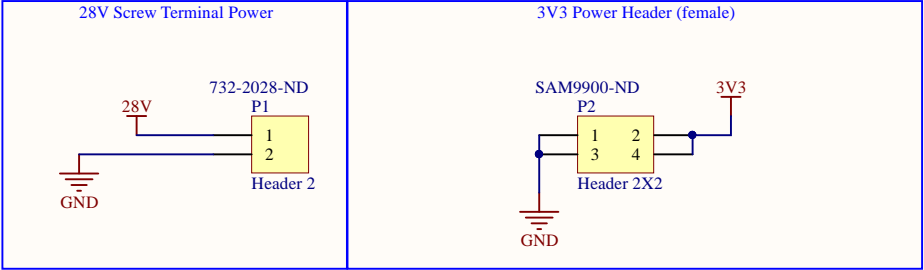 28V Screw Terminal Power
732-2028-ND
P1
28V
1
2
Header 2
GND
3V3 Power Header (female)
SAM9900-ND
P2
3V3
1 2
3 4
Header 2X2
GND